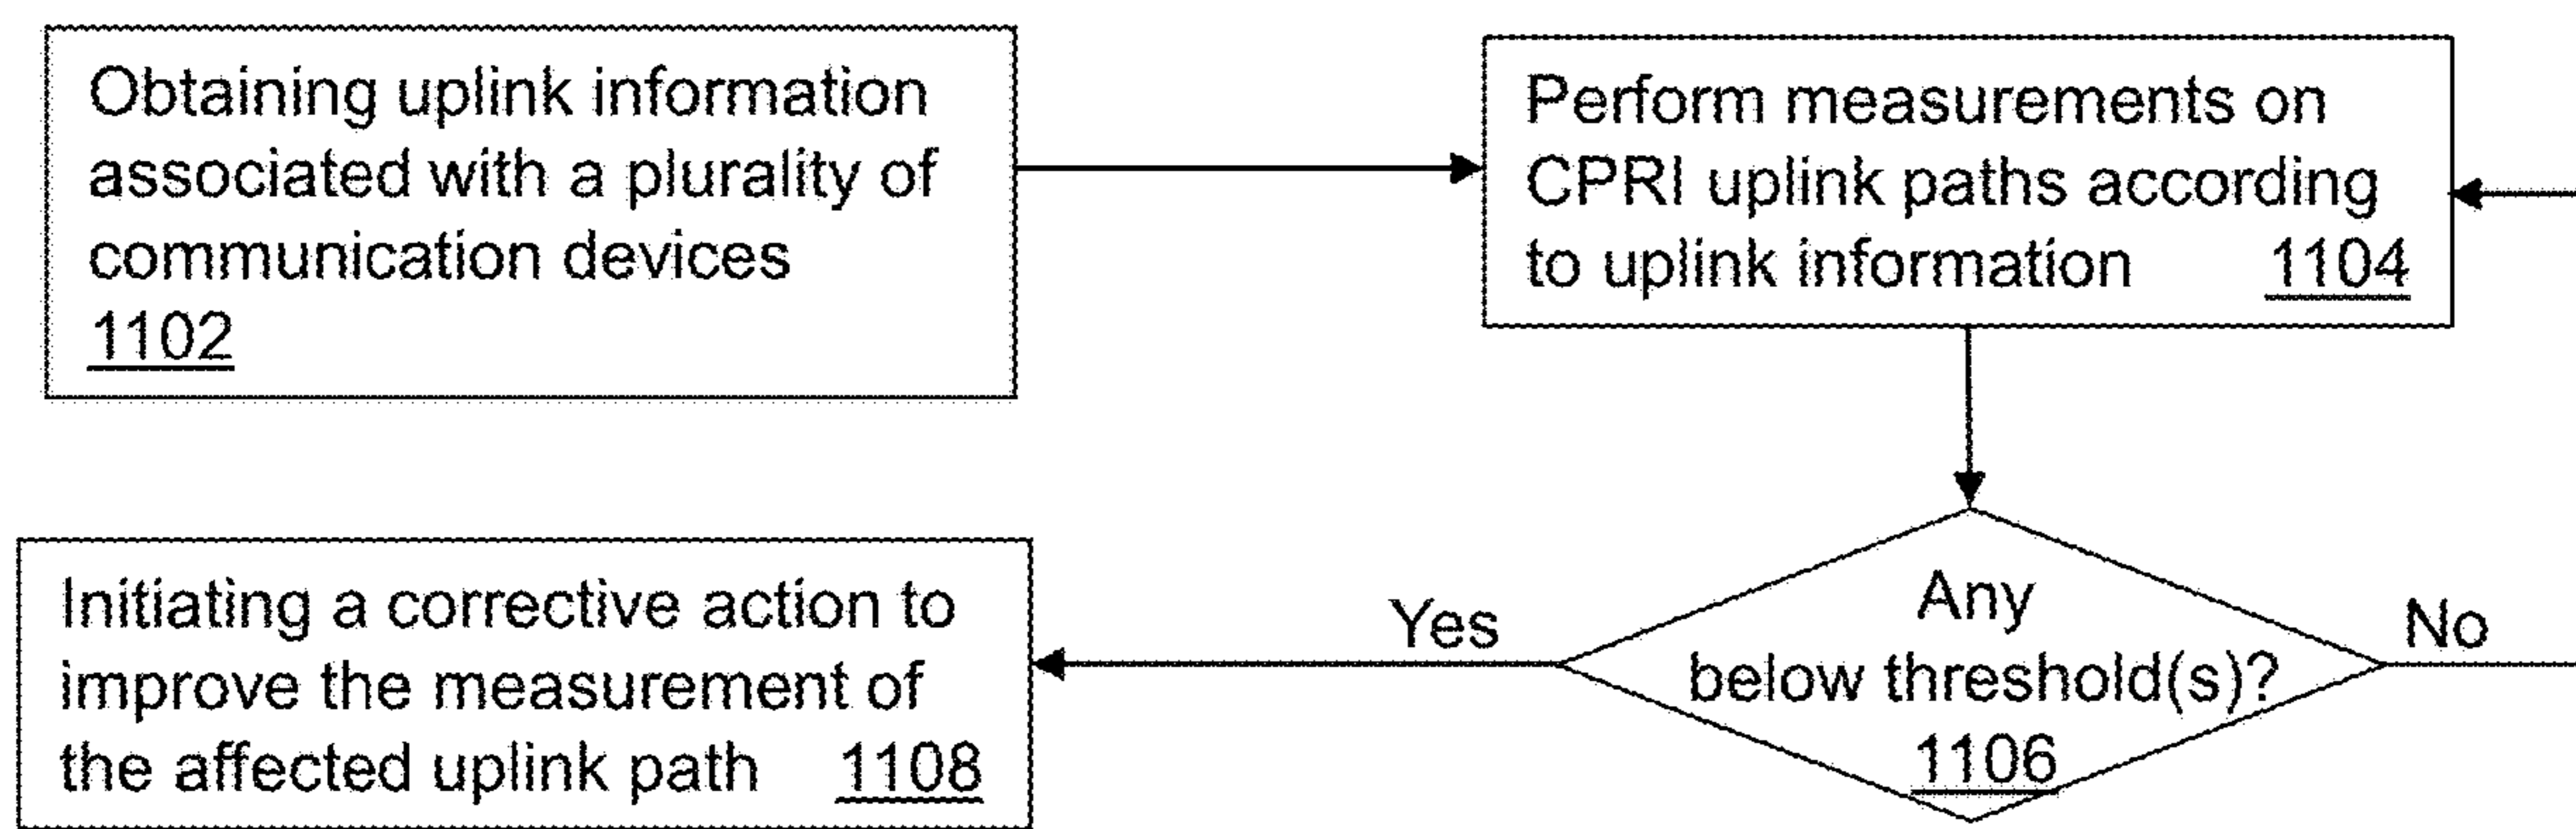 Obtaining uplink information
associated with a plurality of
communication devices
1102
Perform measurements on
CPRI uplink paths according
to uplink information 1104
Any
below threshold(s)?
1106
Yes
No
Initiating a corrective action to
improve the measurement of
the affected uplink path 1108